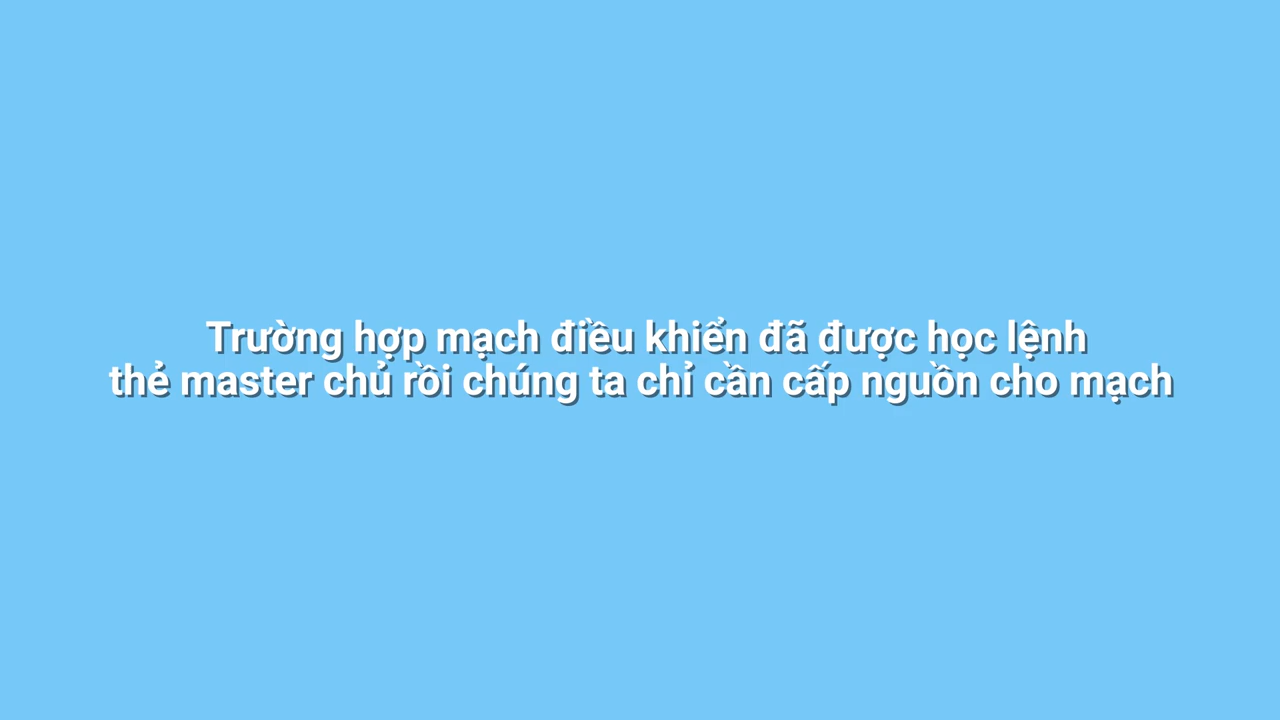 Trường hợp mạch điều khiển đã được học lệnh
thẻ master chủ rồi chúng ta chỉ cần cấp nguồn cho mạch